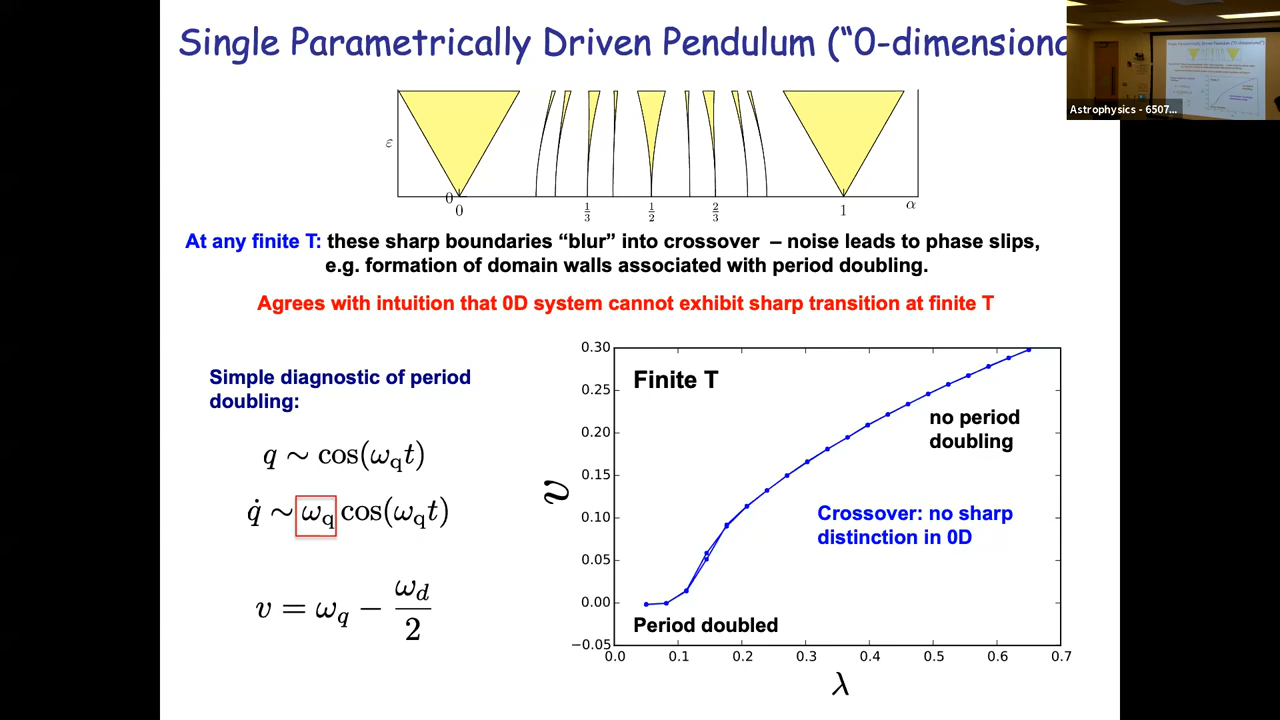 Single Parametrically Driven Pendulum ("0-dimensiona
Astrophysics - 6507...
ε
0
0
1/3
1/2
2/3
1
α
At any finite T: these sharp boundaries “blur” into crossover – noise leads to phase slips,
e.g. formation of domain walls associated with period doubling.
Agrees with intuition that 0D system cannot exhibit sharp transition at finite T
Simple diagnostic of period
doubling:
q ∼ cos(ω_q t)
q̇ ∼ ω_q cos(ω_q t)
v = ω_q − ω_d/2
0.30
0.25
0.20
0.15
0.10
0.05
0.00
−0.05
v
Finite T
no period
doubling
Crossover: no sharp
distinction in 0D
Period doubled
0.0 0.1 0.2 0.3 0.4 0.5 0.6 0.7
λ